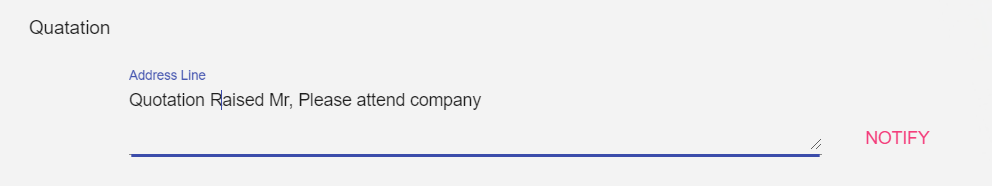 Quatation
Address Line
Quotation Raised Mr, Please attend company
NOTIFY